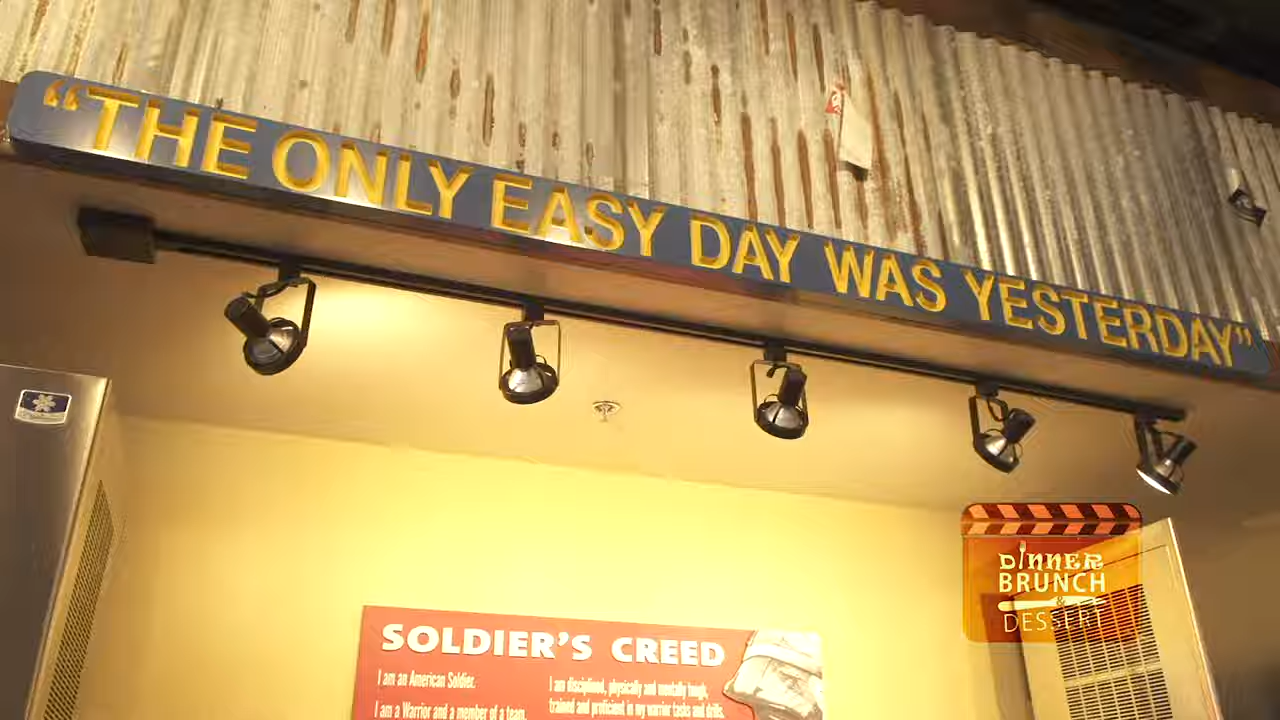 “THE ONLY EASY DAY WAS YESTERDAY”
SOLDIER’S CREED
I am an American Soldier.
I am a Warrior and a member of a team.
I am disciplined, physically and mentally tough,
trained and proficient in my warrior tasks and drills.
DINNER
BRUNCH
&
DESSERT